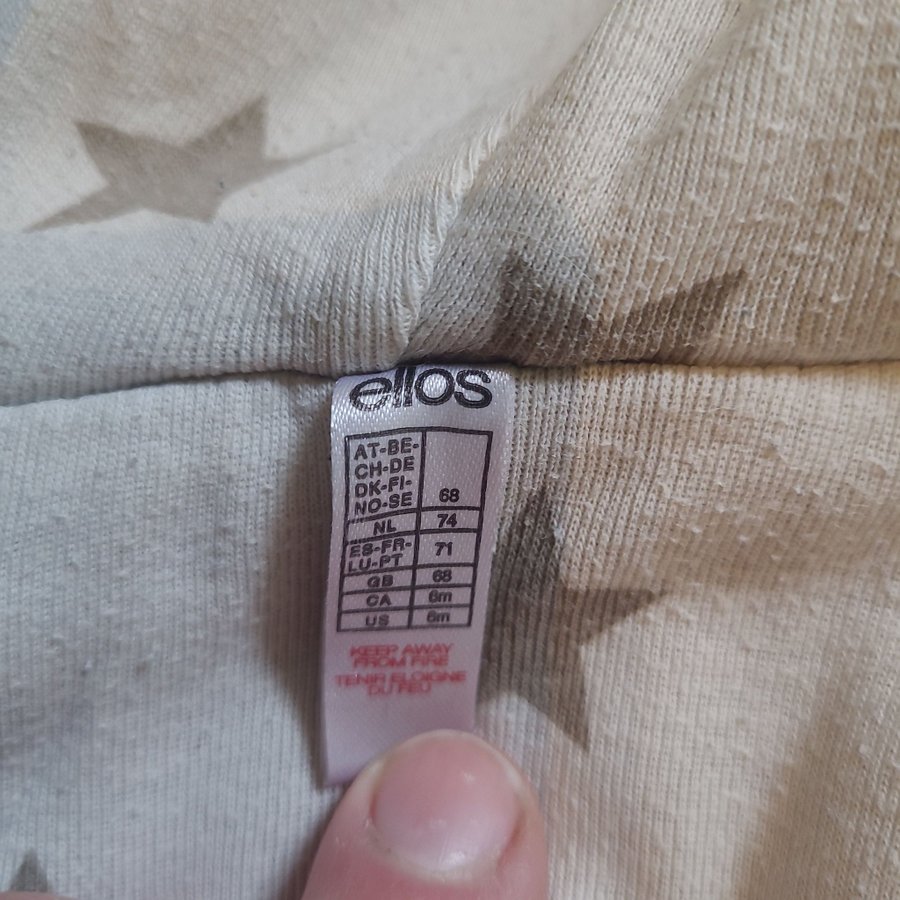 ellos
AT-BE-
CH-DE
DK-FI-
NO-SE 68
NL 74
ES-FR-
LU-PT 71
GB 68
CA 6m
US 6m
KEEP AWAY
FROM FIRE
TENIR ELOIGNE
DU FEU